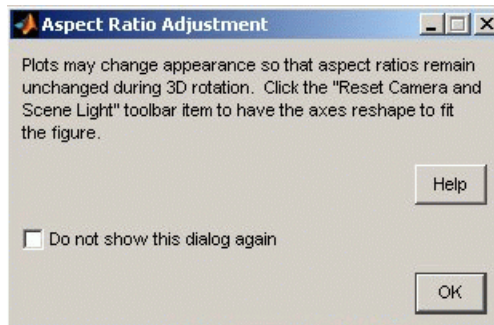 Aspect Ratio Adjustment
Plots may change appearance so that aspect ratios remain
unchanged during 3D rotation. Click the "Reset Camera and
Scene Light" toolbar item to have the axes reshape to fit
the figure.
Help
Do not show this dialog again
OK